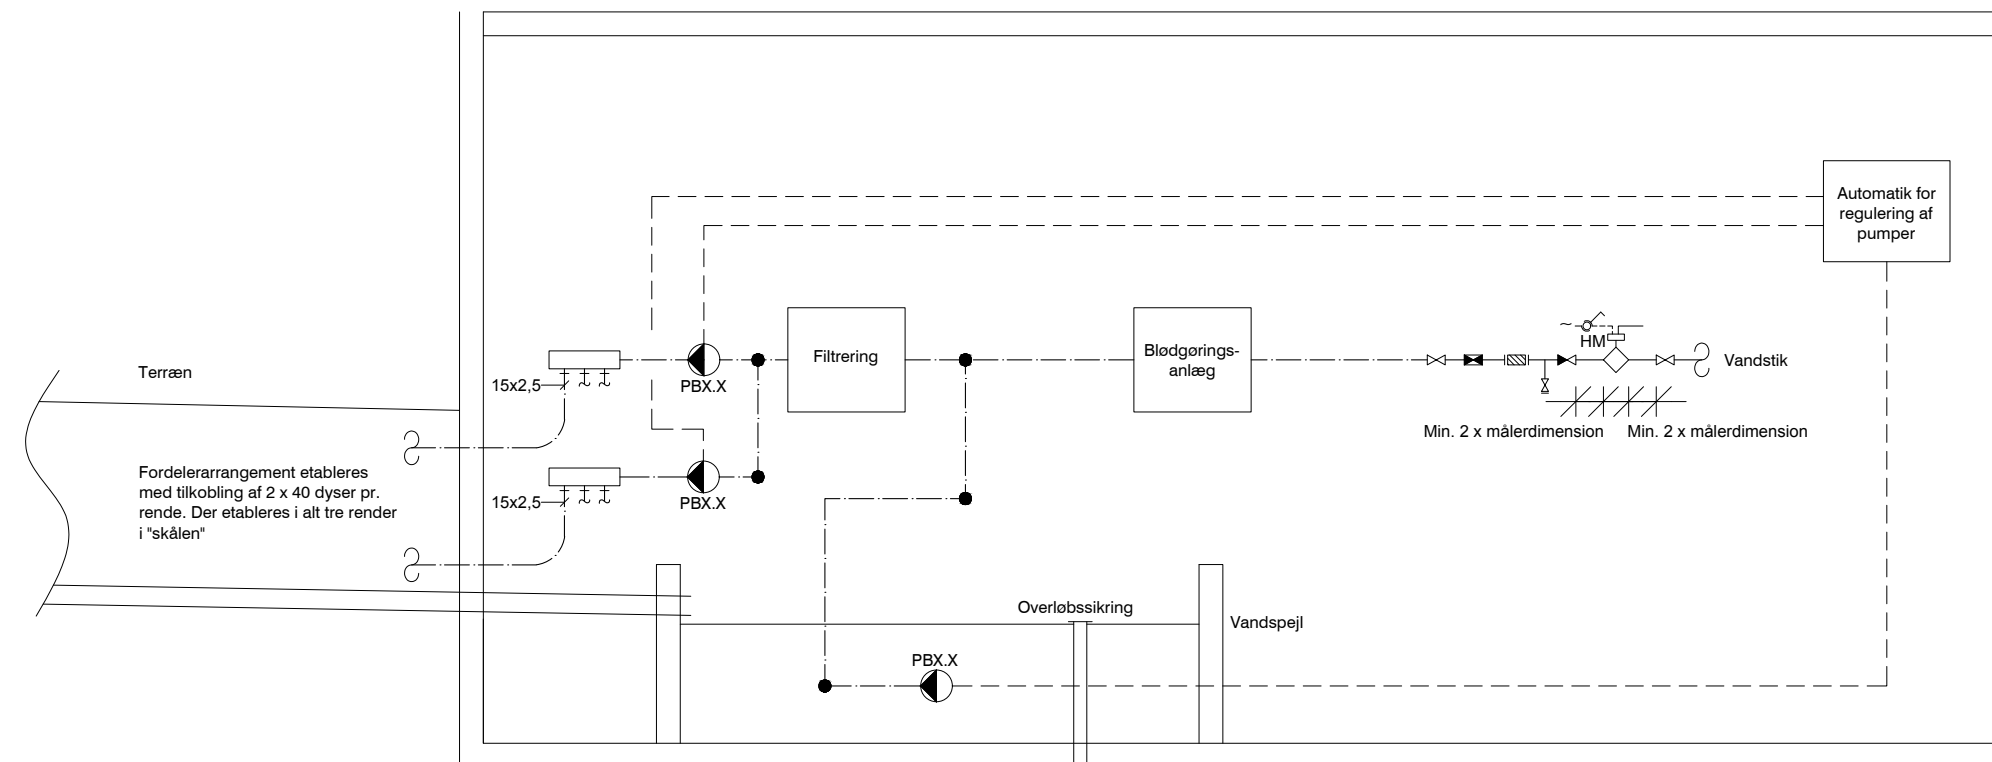 Automatik for
regulering af
pumper
Filtrering
Blødgørings-
anlæg
~
HM
Vandstik
Terræn
15x2,5
PBX.X
Min. 2 x målerdimension
Min. 2 x målerdimension
Fordelerarrangement etableres
med tilkobling af 2 x 40 dyser pr.
rende. Der etableres i alt tre render
i "skålen"
15x2,5
PBX.X
Overløbssikring
Vandspejl
PBX.X